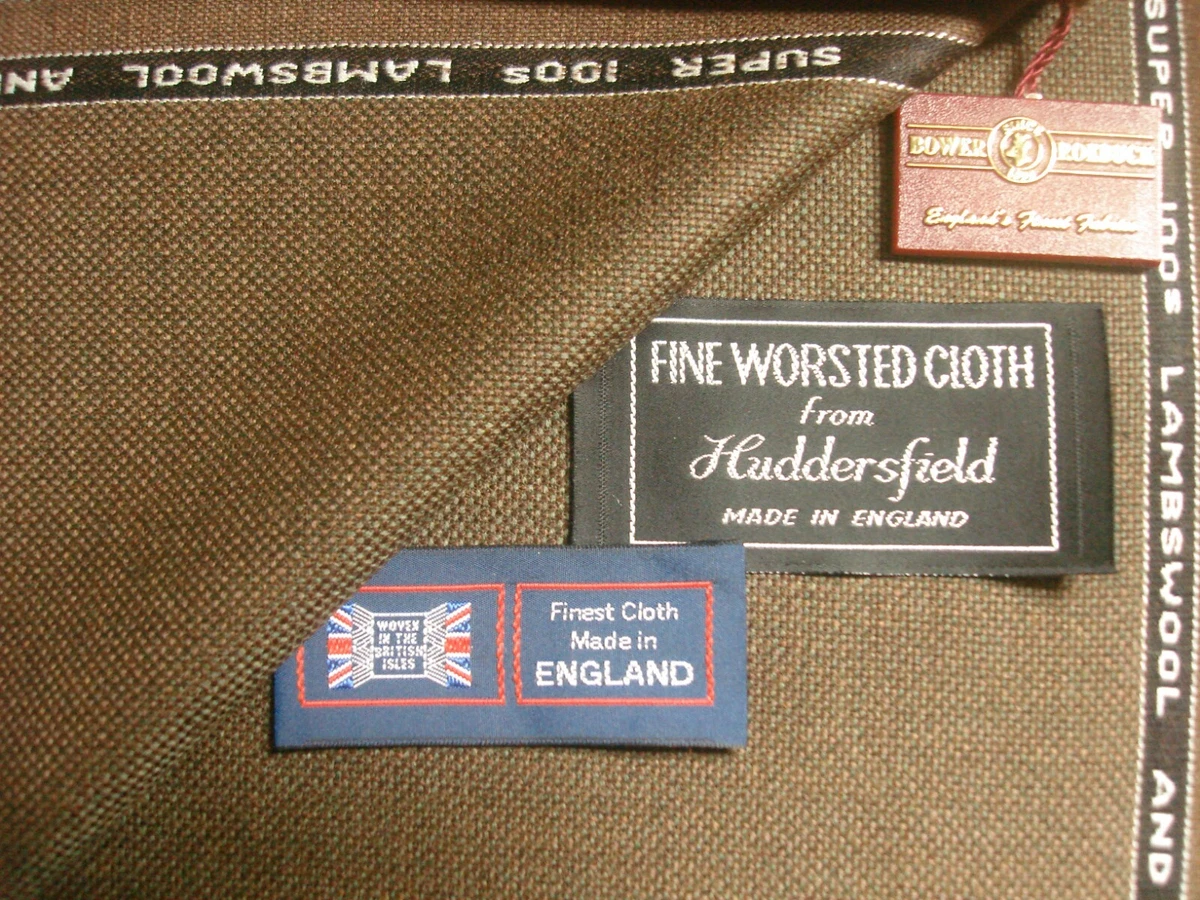 SUPER 100s LAMBSWOOL AN
BOWER ROEBUCK
England's Finest Fabrics
SUPER 100s LAMBSWOOL AND
FINE WORSTED CLOTH
from
Huddersfield
MADE IN ENGLAND
WOVEN
IN THE
BRITISH
ISLES
Finest Cloth
Made in
ENGLAND